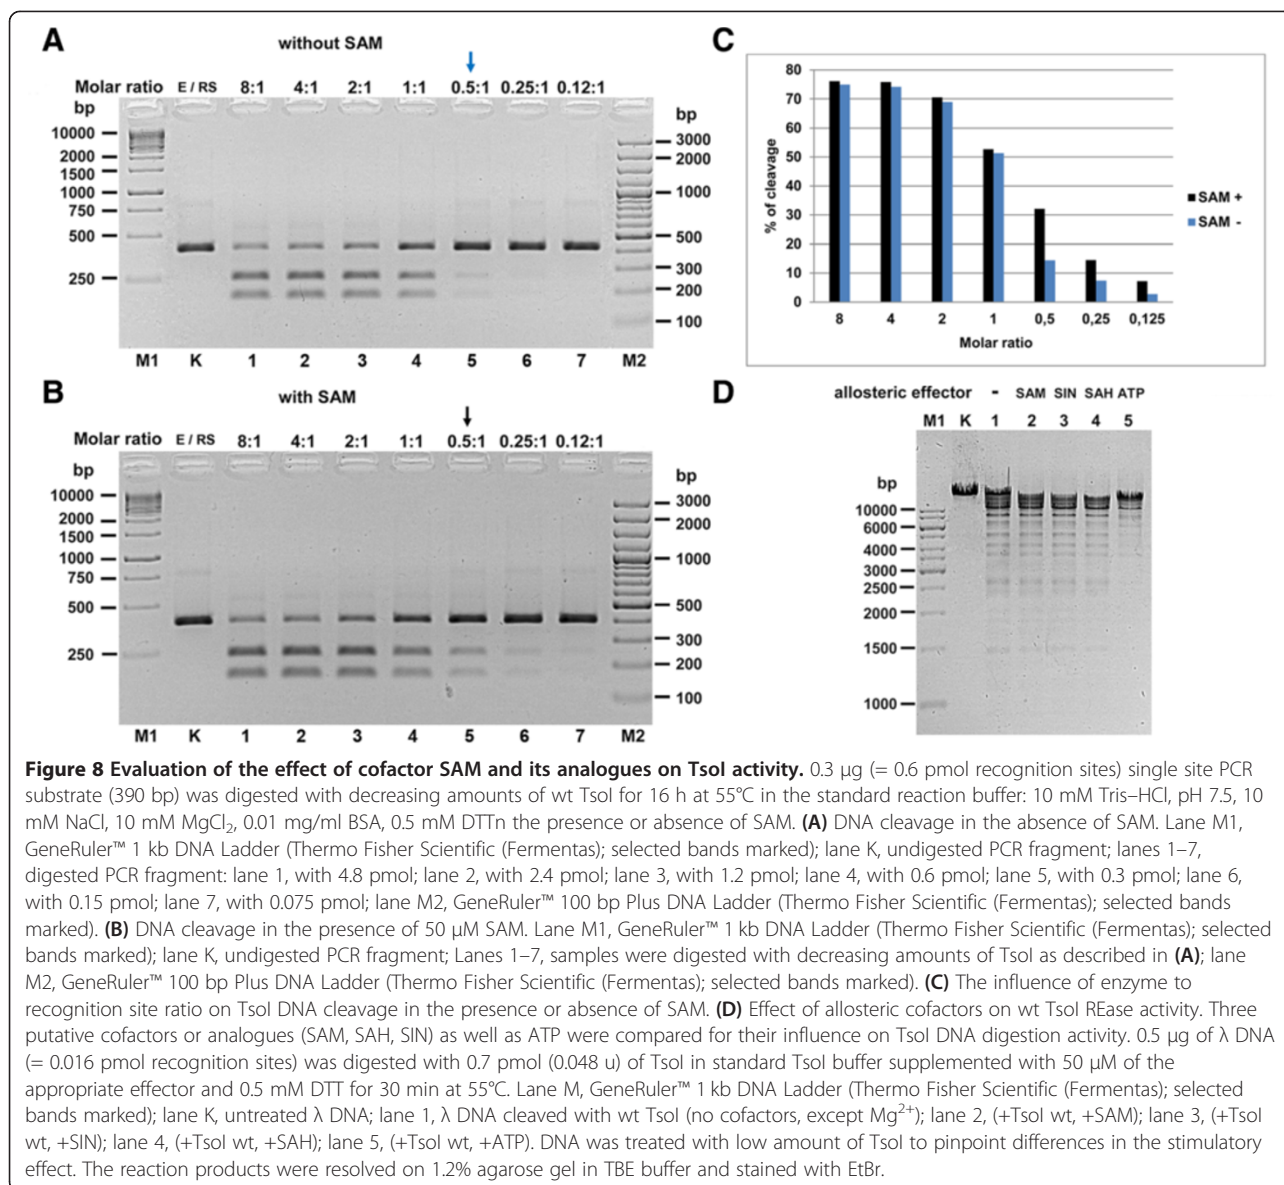 A
without SAM
Molar ratio E / RS 8:1 4:1 2:1 1:1 0.5:1 0.25:1 0.12:1
bp
10000
2000
1500
1000
750
500
250
bp
3000
2000
1000
500
300
200
100
M1 K 1 2 3 4 5 6 7 M2
B
with SAM
Molar ratio E / RS 8:1 4:1 2:1 1:1 0.5:1 0.25:1 0.12:1
bp
10000
2000
1500
1000
750
500
250
bp
3000
2000
1000
500
300
200
100
M1 K 1 2 3 4 5 6 7 M2
C
% of cleavage
80
70
60
50
40
30
20
10
0
8 4 2 1 0,5 0,25 0,125
Molar ratio
SAM +
SAM -
D
allosteric effector - SAM SIN SAH ATP
M1 K 1 2 3 4 5
bp
10000
6000
4000
3000
2500
2000
1500
1000
Figure 8 Evaluation of the effect of cofactor SAM and its analogues on TsoI activity. 0.3 μg (= 0.6 pmol recognition sites) single site PCR
substrate (390 bp) was digested with decreasing amounts of wt TsoI for 16 h at 55°C in the standard reaction buffer: 10 mM Tris–HCl, pH 7.5, 10
mM NaCl, 10 mM MgCl₂, 0.01 mg/ml BSA, 0.5 mM DTTn the presence or absence of SAM. (A) DNA cleavage in the absence of SAM. Lane M1,
GeneRuler™ 1 kb DNA Ladder (Thermo Fisher Scientific (Fermentas); selected bands marked); lane K, undigested PCR fragment; lanes 1–7,
digested PCR fragment: lane 1, with 4.8 pmol; lane 2, with 2.4 pmol; lane 3, with 1.2 pmol; lane 4, with 0.6 pmol; lane 5, with 0.3 pmol; lane 6,
with 0.15 pmol; lane 7, with 0.075 pmol; lane M2, GeneRuler™ 100 bp Plus DNA Ladder (Thermo Fisher Scientific (Fermentas); selected bands
marked). (B) DNA cleavage in the presence of 50 μM SAM. Lane M1, GeneRuler™ 1 kb DNA Ladder (Thermo Fisher Scientific (Fermentas); selected
bands marked); lane K, undigested PCR fragment; Lanes 1–7, samples were digested with decreasing amounts of TsoI as described in (A); lane
M2, GeneRuler™ 100 bp Plus DNA Ladder (Thermo Fisher Scientific (Fermentas); selected bands marked). (C) The influence of enzyme to
recognition site ratio on TsoI DNA cleavage in the presence or absence of SAM. (D) Effect of allosteric cofactors on wt TsoI REase activity. Three
putative cofactors or analogues (SAM, SAH, SIN) as well as ATP were compared for their influence on TsoI DNA digestion activity. 0.5 μg of λ DNA
(= 0.016 pmol recognition sites) was digested with 0.7 pmol (0.048 u) of TsoI in standard TsoI buffer supplemented with 50 μM of the
appropriate effector and 0.5 mM DTT for 30 min at 55°C. Lane M, GeneRuler™ 1 kb DNA Ladder (Thermo Fisher Scientific (Fermentas); selected
bands marked); lane K, untreated λ DNA; lane 1, λ DNA cleaved with wt TsoI (no cofactors, except Mg²⁺); lane 2, (+TsoI wt, +SAM); lane 3, (+TsoI
wt, +SIN); lane 4, (+TsoI wt, +SAH); lane 5, (+TsoI wt, +ATP). DNA was treated with low amount of TsoI to pinpoint differences in the stimulatory
effect. The reaction products were resolved on 1.2% agarose gel in TBE buffer and stained with EtBr.